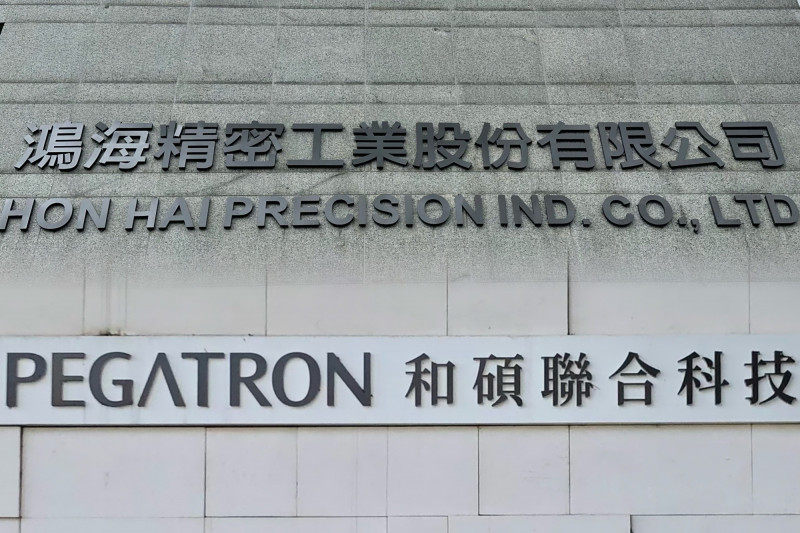 鴻海精密工業股份有限公司
HON HAI PRECISION IND. CO., LTD
PEGATRON 和碩聯合科技